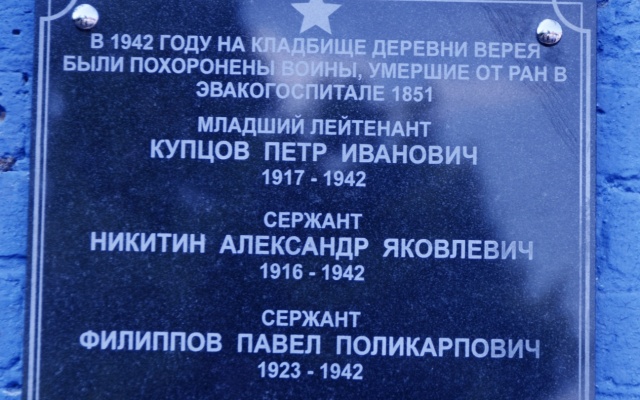 В 1942 ГОДУ НА КЛАДБИЩЕ ДЕРЕВНИ ВЕРЕЯ
БЫЛИ ПОХОРОНЕНЫ ВОИНЫ, УМЕРШИЕ ОТ РАН В
ЭВАКОГОСПИТАЛЕ 1851
МЛАДШИЙ ЛЕЙТЕНАНТ
КУПЦОВ ПЕТР ИВАНОВИЧ
1917 - 1942
СЕРЖАНТ
НИКИТИН АЛЕКСАНДР ЯКОВЛЕВИЧ
1916 - 1942
СЕРЖАНТ
ФИЛИППОВ ПАВЕЛ ПОЛИКАРПОВИЧ
1923 - 1942